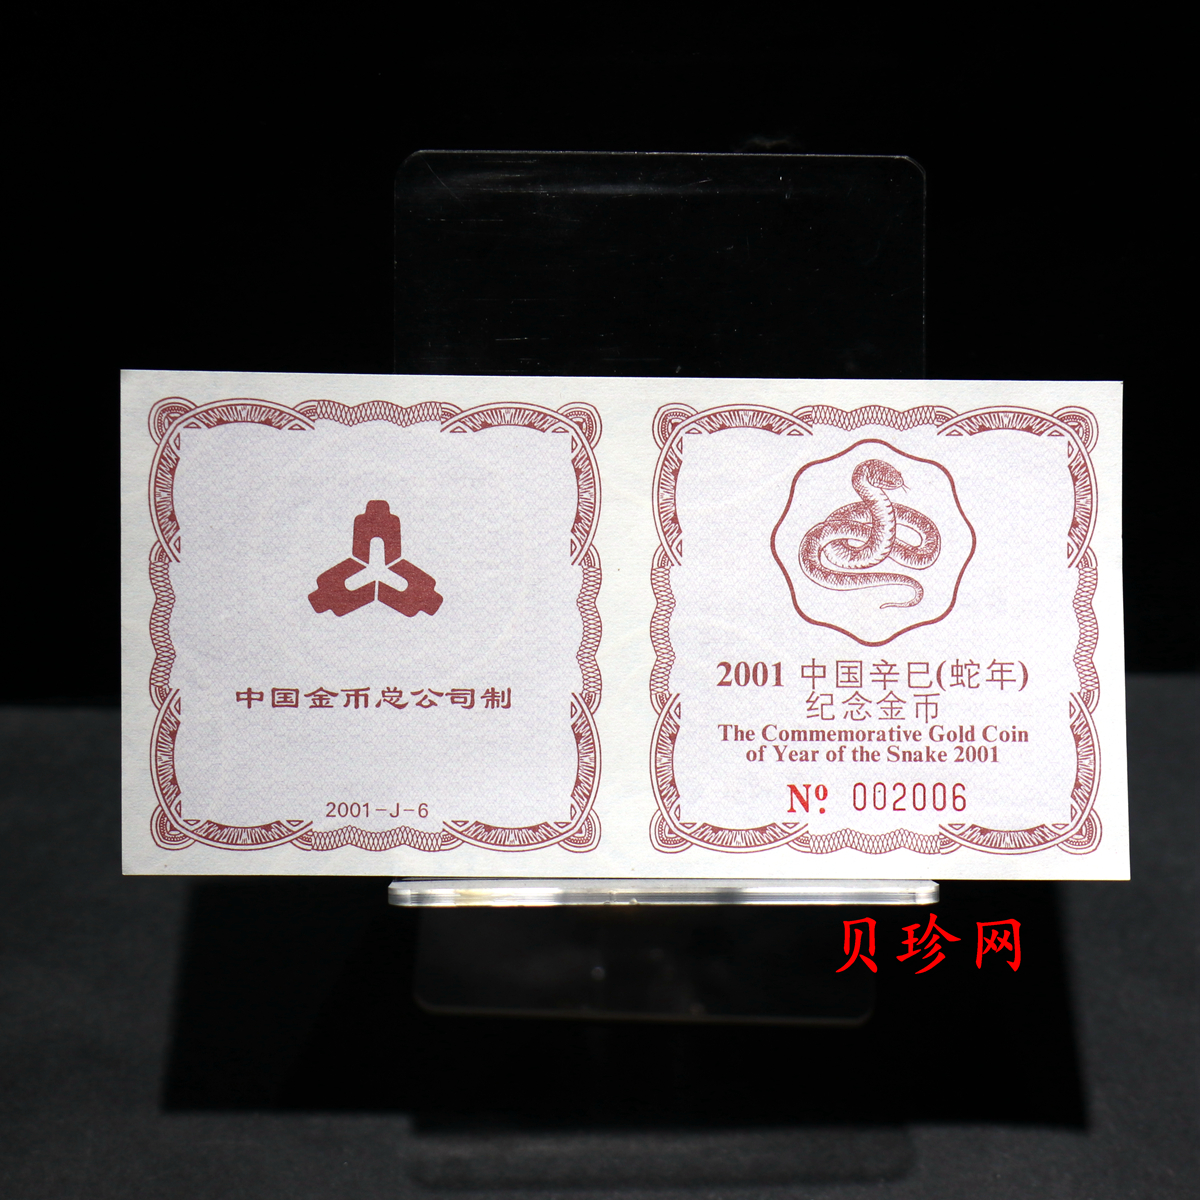 中国金币总公司制
2001-J-6
2001 中国辛巳(蛇年)
纪念金币
The Commemorative Gold Coin
of Year of the Snake 2001
Nº. 002006
贝珍网